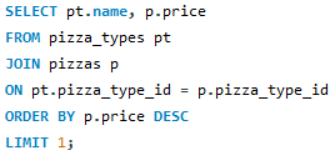 SELECT pt.name, p.price
FROM pizza_types pt
JOIN pizzas p
ON pt.pizza_type_id = p.pizza_type_id
ORDER BY p.price DESC
LIMIT 1;